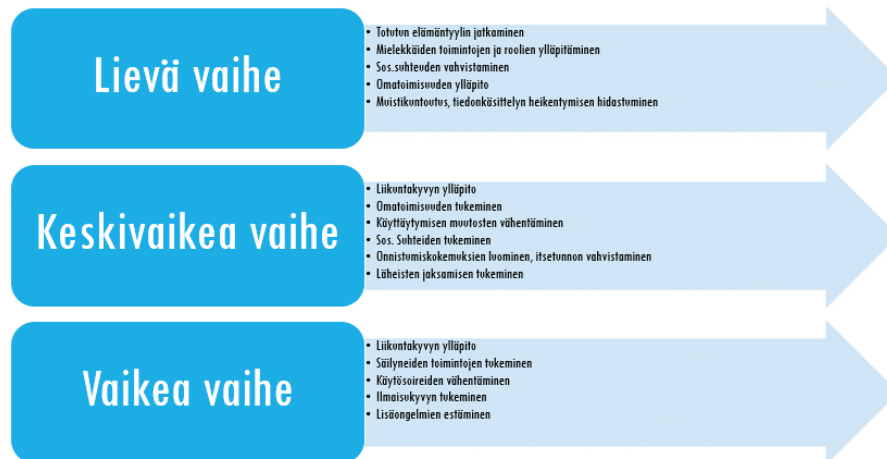 Lievä vaihe
• Totutun elämäntyylin jatkaminen
• Mielekkäiden toimintojen ja roolien ylläpitäminen
• Sos.suhteuden vahvistaminen
• Omatoimisuuden ylläpito
• Muistikuntoutus, tiedonkäsittelyn heikentymisen hidastuminen
Keskivaikea vaihe
• Liikuntakyvyn ylläpito
• Omatoimisuuden tukeminen
• Käyttäytymisen muutosten vähentäminen
• Sos. Suhteiden tukeminen
• Onnistumiskokemuksien luominen, itsetunnon vahvistaminen
• Läheisten jaksamisen tukeminen
Vaikea vaihe
• Liikuntakyvyn ylläpito
• Säilyneiden toimintojen tukeminen
• Käytösoireiden vähentäminen
• Ilmaisukyvyn tukeminen
• Lisäongelmien estäminen